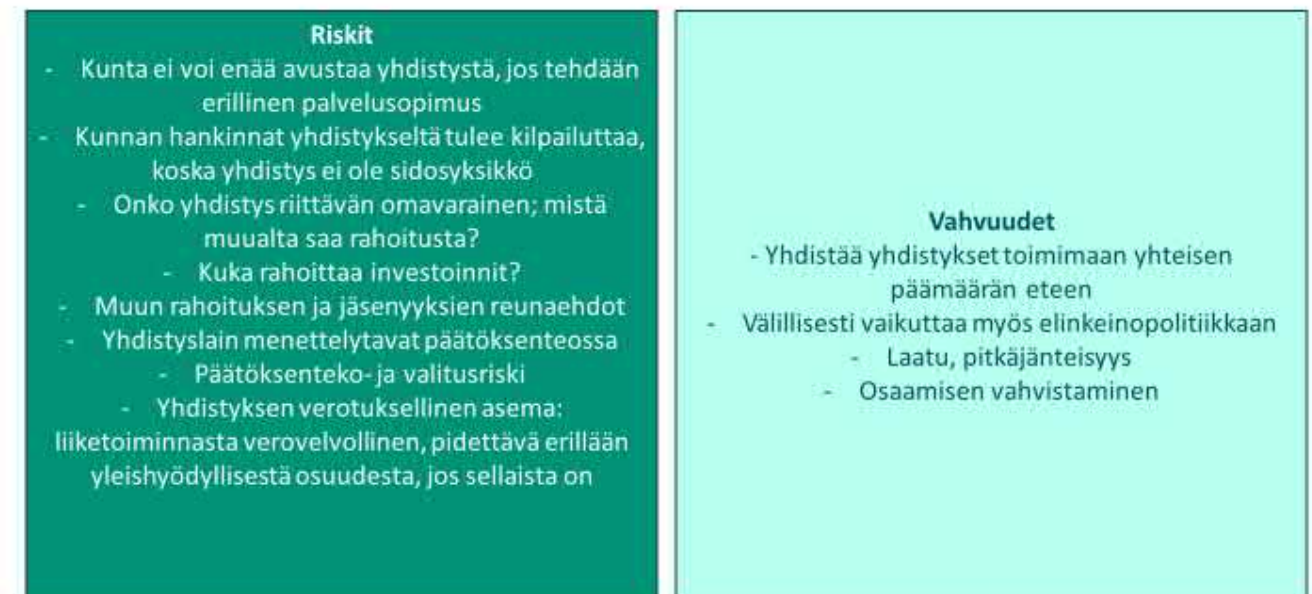 Riskit
- Kunta ei voi enää avustaa yhdistystä, jos tehdään
erillinen palvelusopimus
- Kunnan hankinnat yhdistykseltä tulee kilpailuttaa,
koska yhdistys ei ole sidosyksikkö
- Onko yhdistys riittävän omavarainen; mistä
muualta saa rahoitusta?
- Kuka rahoittaa investoinnit?
- Muun rahoituksen ja jäsenyyksien reunaehdot
- Yhdistyslain menettelytavat päätöksenteossa
- Päätöksenteko- ja valitusriski
- Yhdistyksen verotuksellinen asema:
liiketoiminnasta verovelvollinen, pidettävä erillään
yleishyödyllisestä osuudesta, jos sellaista on
Vahvuudet
- Yhdistää yhdistykset toimimaan yhteisen
päämäärän eteen
- Välillisesti vaikuttaa myös elinkeinopolitiikkaan
- Laatu, pitkäjänteisyys
- Osaamisen vahvistaminen